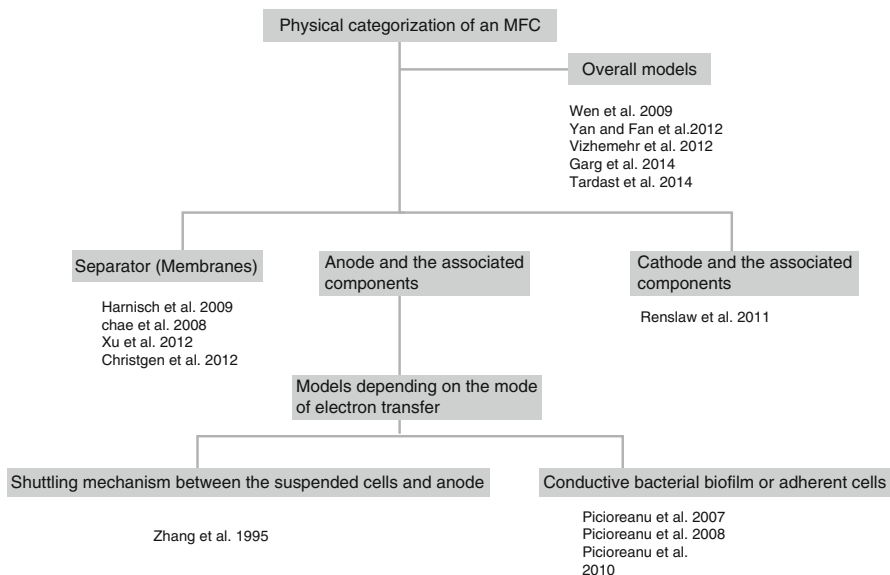 Physical categorization of an MFC
Overall models
Wen et al. 2009
Yan and Fan et al.2012
Vizhemehr et al. 2012
Garg et al. 2014
Tardast et al. 2014
Separator (Membranes)
Harnisch et al. 2009
chae et al. 2008
Xu et al. 2012
Christgen et al. 2012
Anode and the associated
components
Cathode and the associated
components
Renslaw et al. 2011
Models depending on the mode
of electron transfer
Shuttling mechanism between the suspended cells and anode
Zhang et al. 1995
Conductive bacterial biofilm or adherent cells
Picioreanu et al. 2007
Picioreanu et al. 2008
Picioreanu et al.
2010